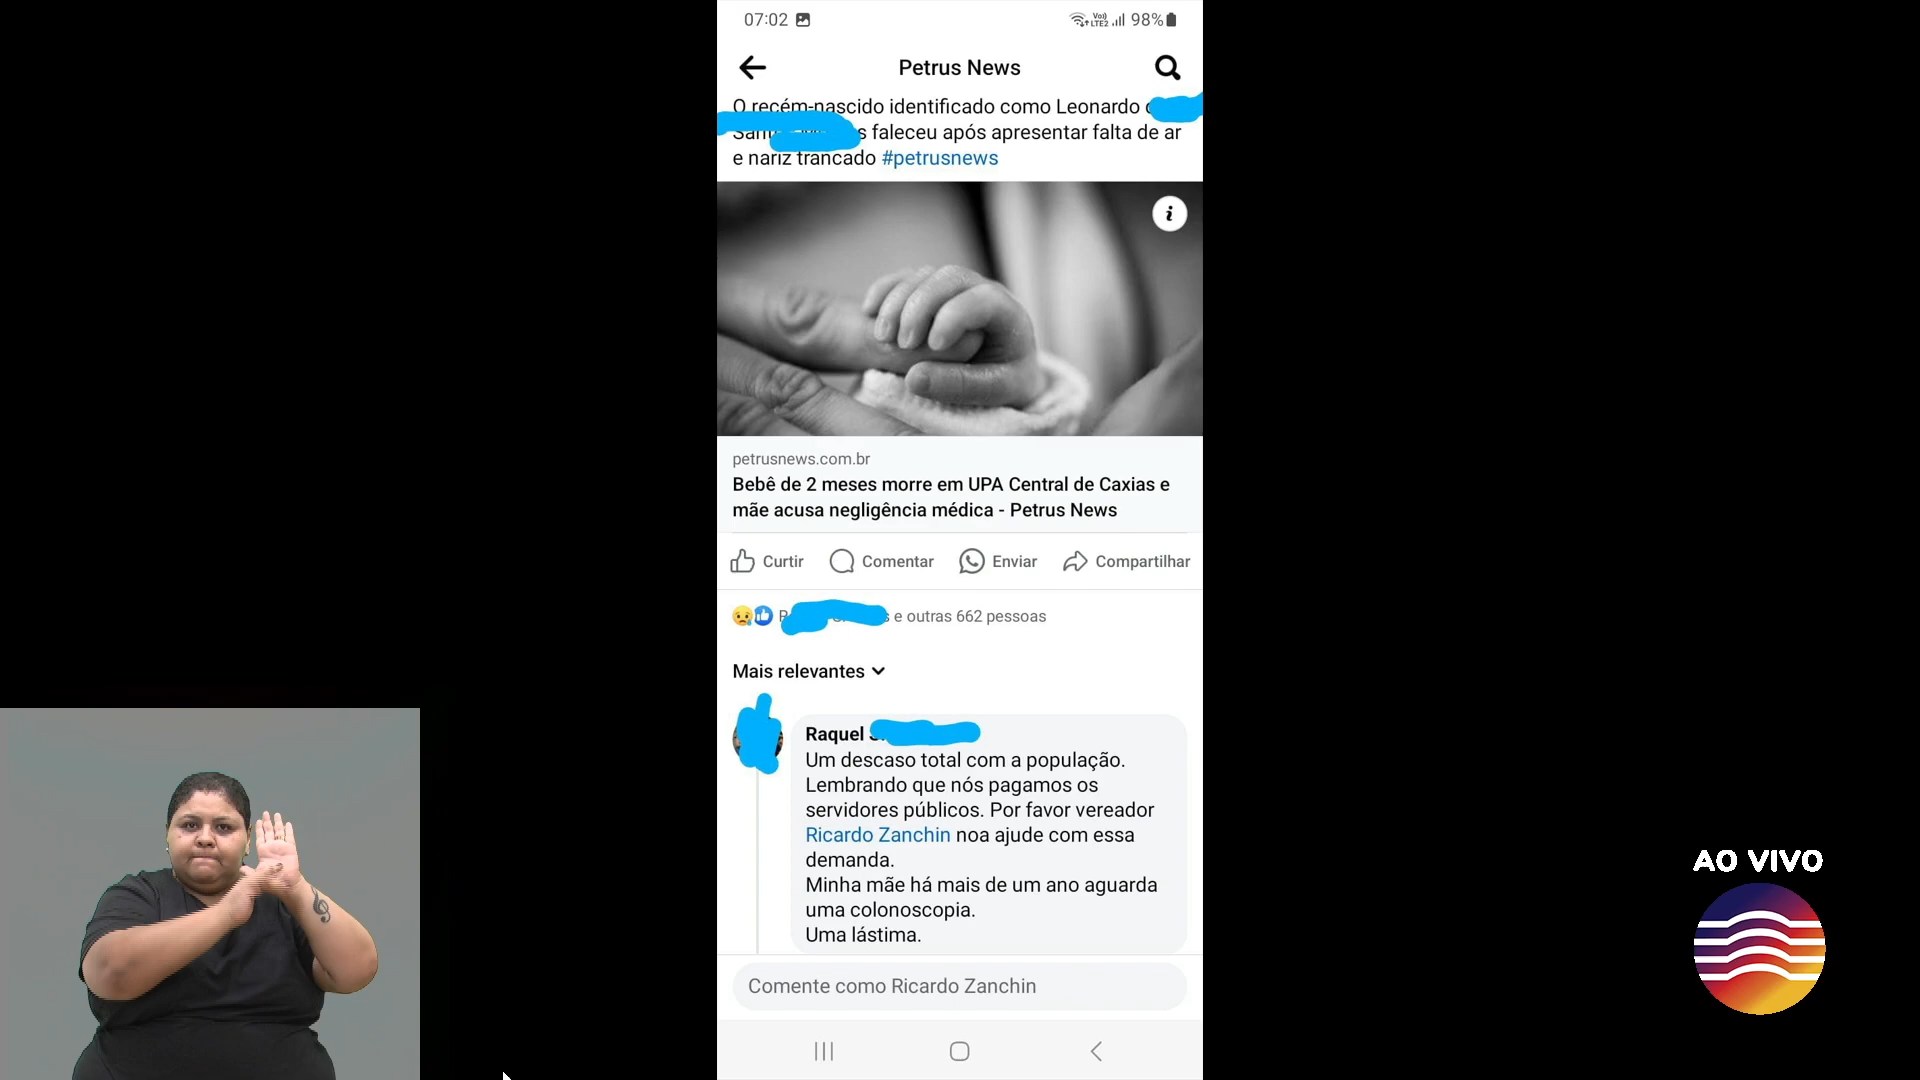 07:02
Vo))
LTE2
98%
Petrus News
O recém-nascido identificado como Leonardo
faleceu após apresentar falta de ar
e nariz trancado #petrusnews
petrusnews.com.br
Bebê de 2 meses morre em UPA Central de Caxias e
mãe acusa negligência médica - Petrus News
Curtir
Comentar
Enviar
Compartilhar
e outras 662 pessoas
Mais relevantes
Raquel
Um descaso total com a população.
Lembrando que nós pagamos os
servidores públicos. Por favor vereador
Ricardo Zanchin noa ajude com essa
demanda.
Minha mãe há mais de um ano aguarda
uma colonoscopia.
Uma lástima.
Comente como Ricardo Zanchin
AO VIVO